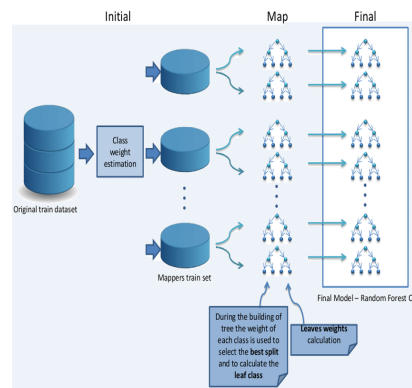 Initial
Map
Final
Class
weight
estimation
Original train dataset
Mappers train set
Final Model – Random Forest C
During the building of
tree the weight of
each class is used to
select the best split
and to calculate the
leaf class
Leaves weights
calculation